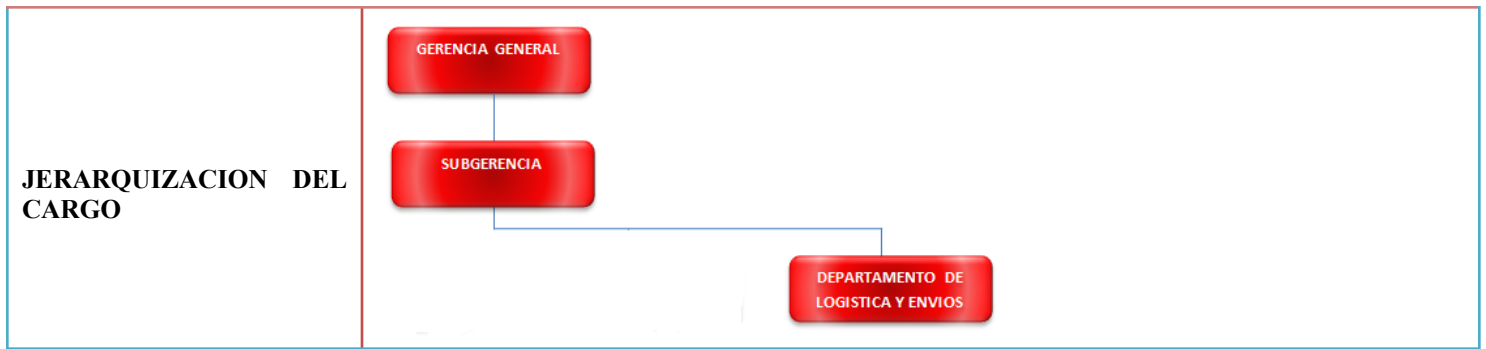 JERARQUIZACION DEL
CARGO
GERENCIA GENERAL
SUBGERENCIA
DEPARTAMENTO DE
LOGISTICA Y ENVIOS